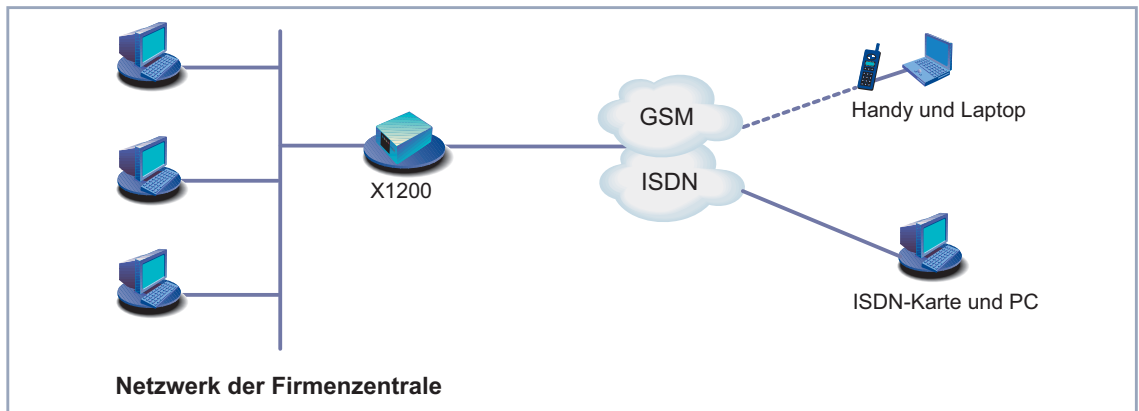 GSM
Handy und Laptop
X1200
ISDN
ISDN-Karte und PC
Netzwerk der Firmenzentrale